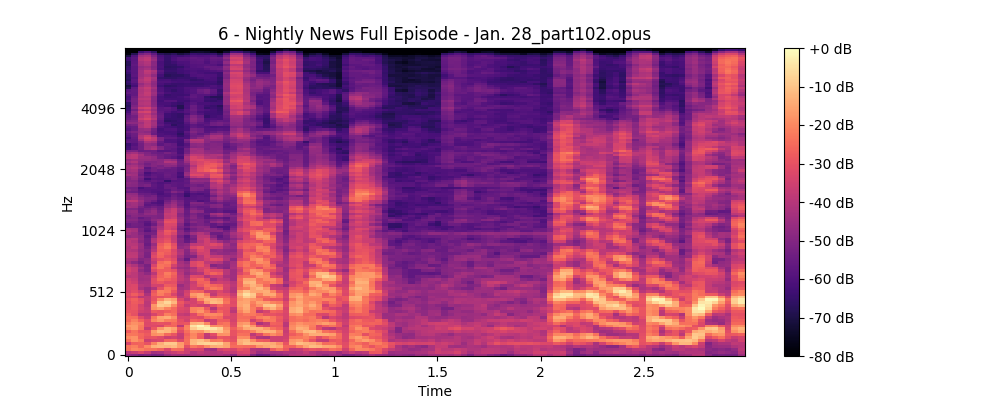 6 - Nightly News Full Episode - Jan. 28_part102.opus
Hz
4096
2048
1024
512
0
0 0.5 1 1.5 2 2.5
Time
+0 dB
-10 dB
-20 dB
-30 dB
-40 dB
-50 dB
-60 dB
-70 dB
-80 dB